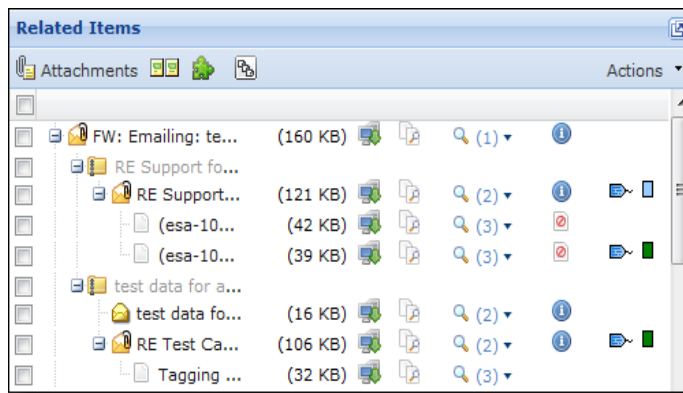 Related Items
Attachments Actions
FW: Emailing: te... (160 KB) (1)
RE Support fo...
RE Support... (121 KB) (2)
(esa-10... (42 KB) (3)
(esa-10... (39 KB) (3)
test data for a...
test data fo... (16 KB) (2)
RE Test Ca... (106 KB) (2)
Tagging ... (32 KB) (3)